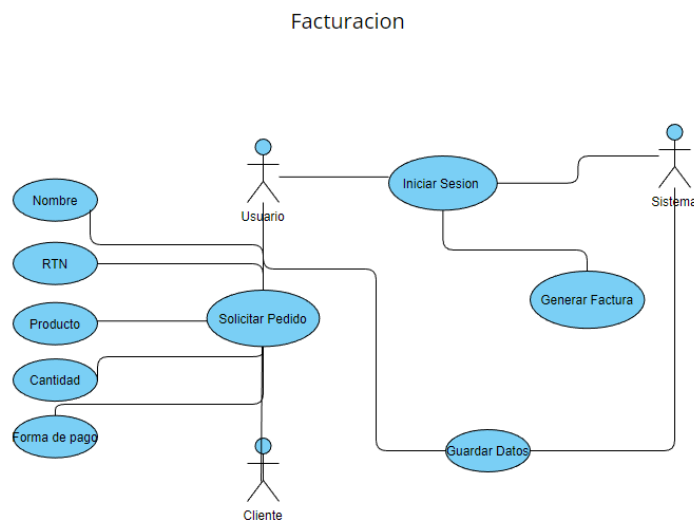 Facturacion
Usuario
Iniciar Sesion
Sistema
Nombre
RTN
Producto
Cantidad
Forma de pago
Solicitar Pedido
Generar Factura
Guardar Datos
Cliente